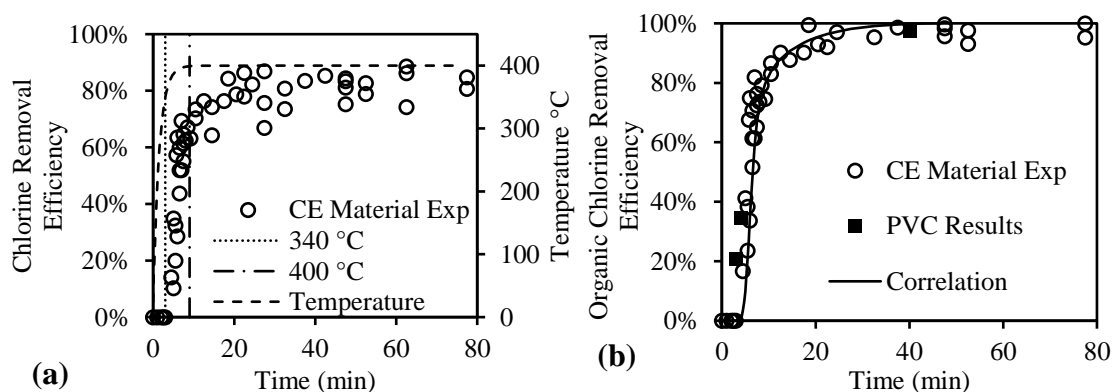 Chlorine Removal
Efficiency
100%
80%
60%
40%
20%
0%
CE Material Exp
340 °C
400 °C
Temperature
400
300
200
100
0
Temperature °C
0 20 40 60 80
Time (min)
(a)
Organic Chlorine Removal
Efficiency
100%
80%
60%
40%
20%
0%
CE Material Exp
PVC Results
Correlation
0 20 40 60 80
Time (min)
(b)